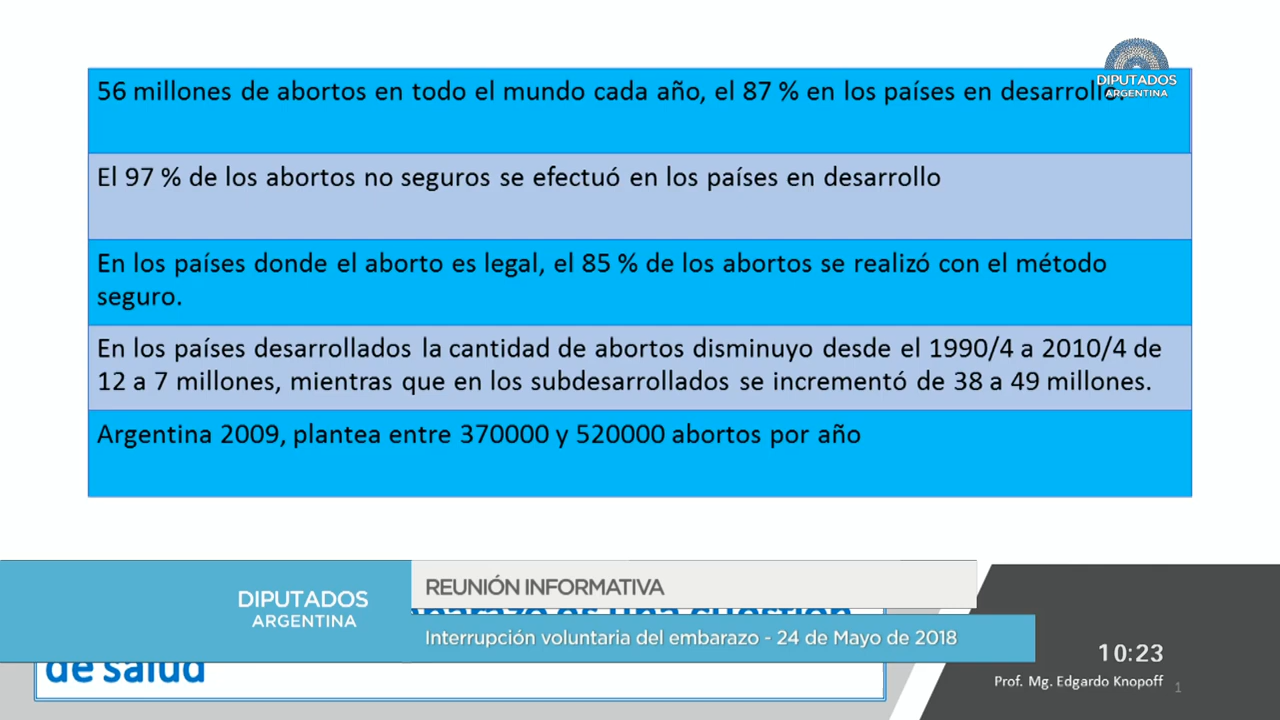 DIPUTADOS
ARGENTINA
56 millones de abortos en todo el mundo cada año, el 87 % en los países en desarrollo.
El 97 % de los abortos no seguros se efectuó en los países en desarrollo
En los países donde el aborto es legal, el 85 % de los abortos se realizó con el método
seguro.
En los países desarrollados la cantidad de abortos disminuyo desde el 1990/4 a 2010/4 de
12 a 7 millones, mientras que en los subdesarrollados se incrementó de 38 a 49 millones.
Argentina 2009, plantea entre 370000 y 520000 abortos por año
DIPUTADOS
ARGENTINA
REUNIÓN INFORMATIVA
es una cuestión
Interrupción voluntaria del embarazo - 24 de Mayo de 2018
de salud
10:23
Prof. Mg. Edgardo Knopoff
1